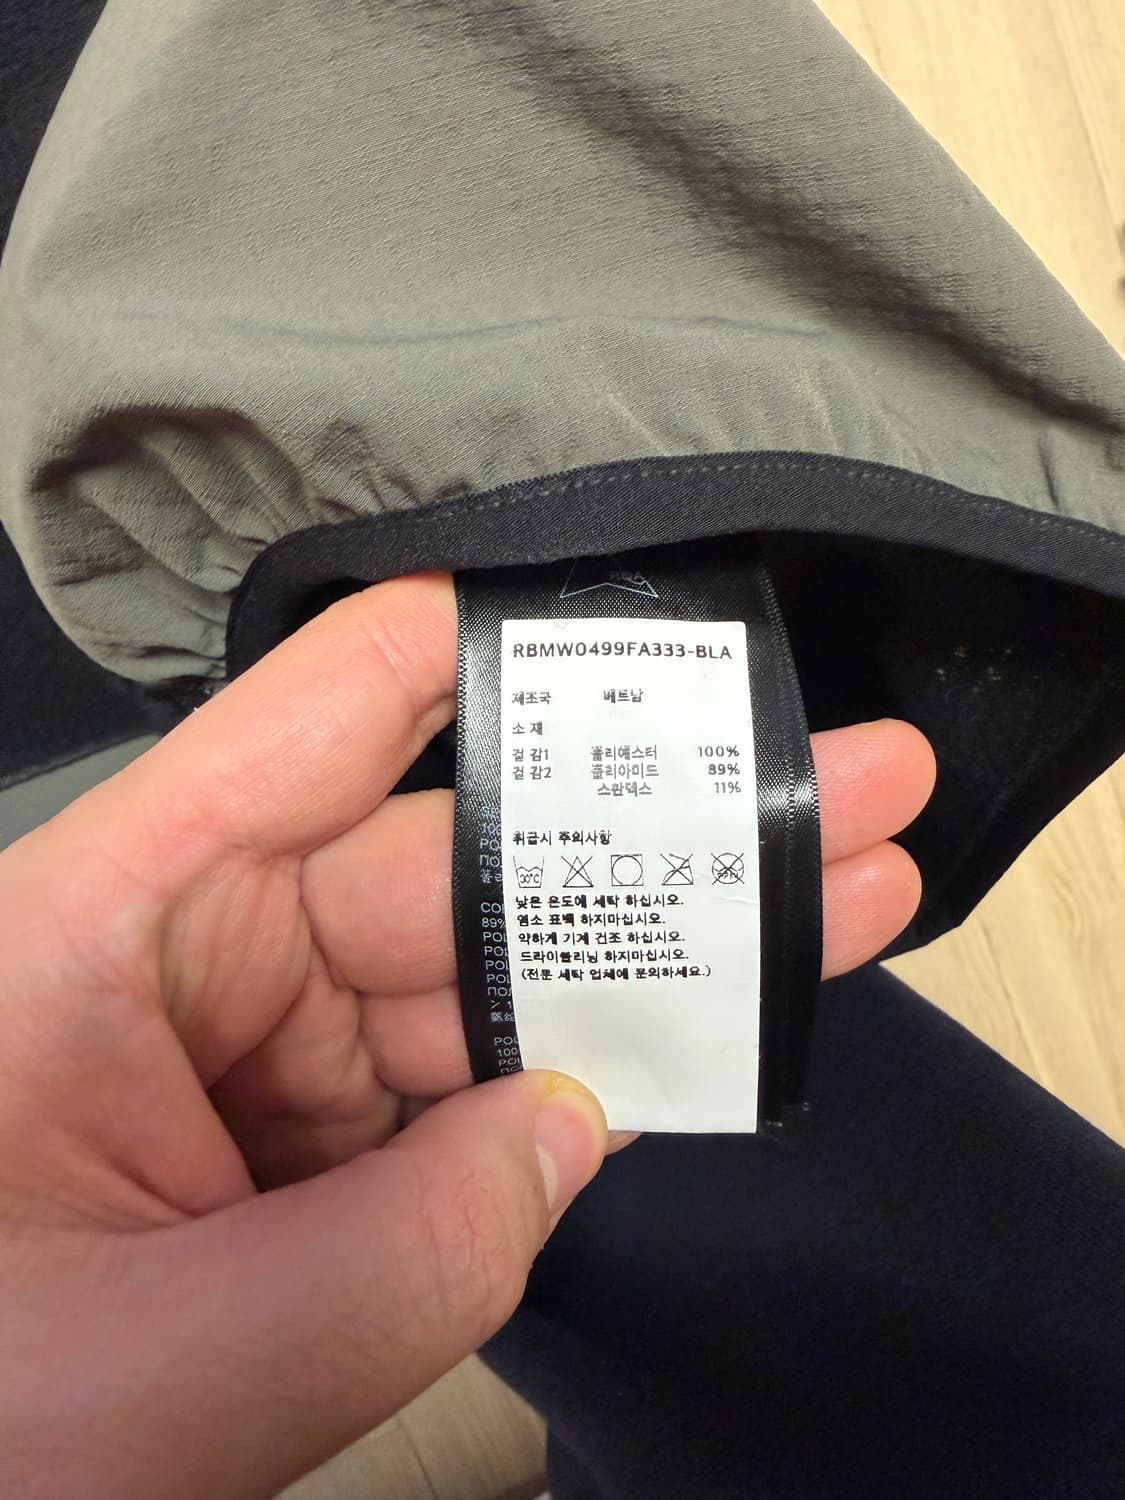 RBMW0499FA333-BLA
제조국 베트남
소 재
겉 감1 폴리에스터 100%
겉 감2 폴리아미드 89%
스판덱스 11%
취급시 주의사항
30°C
낮은 온도에 세탁 하십시오.
염소 표백 하지마십시오.
약하게 기계 건조 하십시오.
드라이클리닝 하지마십시오.
(전문 세탁 업체에 문의하세요.)
89%
100